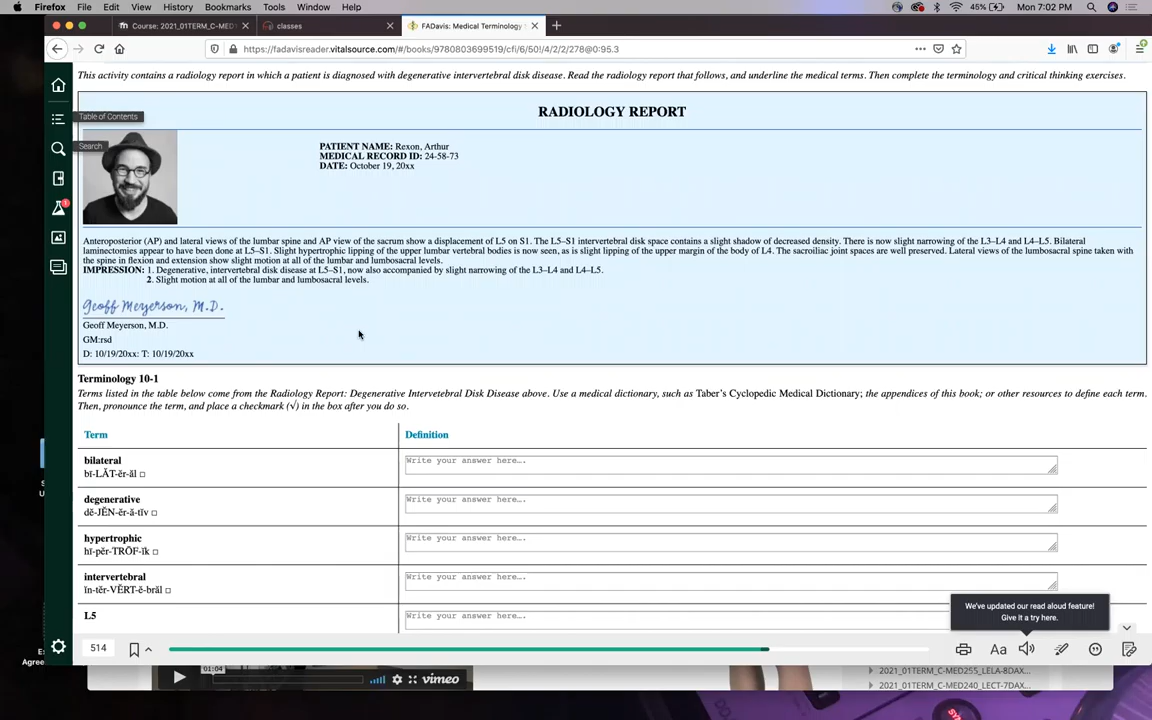 Firefox File Edit View History Bookmarks Tools Window Help 46% Mon 7:02 PM
Course: 2021_01TERM_C-MED classes FADavis: Medical Terminology
https://fadavisreader.vitalsource.com/#/books/9780803699519/cfi/6/60!/4/2/2/278@0:95.3
This activity contains a radiology report in which a patient is diagnosed with degenerative intervertebral disk disease. Read the radiology report that follows, and underline the medical terms. Then complete the terminology and critical thinking exercises.
RADIOLOGY REPORT
Table of Contents
Search
PATIENT NAME: Rexon, Arthur
MEDICAL RECORD ID: 24-58-73
DATE: October 19, 20xx
Anteroposterior (AP) and lateral views of the lumbar spine and AP view of the sacrum show a displacement of L5 on S1. The L5–S1 intervertebral disk space contains a slight shadow of decreased density. There is now slight narrowing of the L3–L4 and L4–L5. Bilateral
laminectomies appear to have been done at L5–S1. Slight hypertrophic lipping of the upper lumbar vertebral bodies is now seen, as is slight lipping of the upper margin of the body of L4. The sacroiliac joint spaces are well preserved. Lateral views of the lumbosacral spine taken with
the spine in flexion and extension show slight motion at all of the lumbar and lumbosacral levels.
IMPRESSION: 1. Degenerative, intervertebral disk disease at L5–S1, now also accompanied by slight narrowing of the L3–L4 and L4–L5.
2. Slight motion at all of the lumbar and lumbosacral levels.
Geoff Meyerson, M.D.
Geoff Meyerson, M.D.
GM:rsd
D: 10/19/20xx: T: 10/19/20xx
Terminology 10-1
Terms listed in the table below come from the Radiology Report: Degenerative Intervetebral Disk Disease above. Use a medical dictionary, such as Taber's Cyclopedic Medical Dictionary; the appendices of this book; or other resources to define each term.
Then, pronounce the term, and place a checkmark (√) in the box after you do so.
Term Definition
bilateral Write your answer here….
bī-LĂT-ĕr-ăl □
degenerative Write your answer here….
dĕ-JĔN-ĕr-ă-tĭv □
hypertrophic Write your answer here….
hī-pĕr-TRŌF-ĭk □
intervertebral Write your answer here….
ĭn-tĕr-VĔRT-ĕ-brăl □
L5 Write your answer here….
We've updated our read aloud feature!
Give it a try here.
514 Aa
Agree
01:04
vimeo
2021_01TERM_C-MED255_LELA-8DAX...
2021_01TERM_C-MED240_LECT-7DAX...